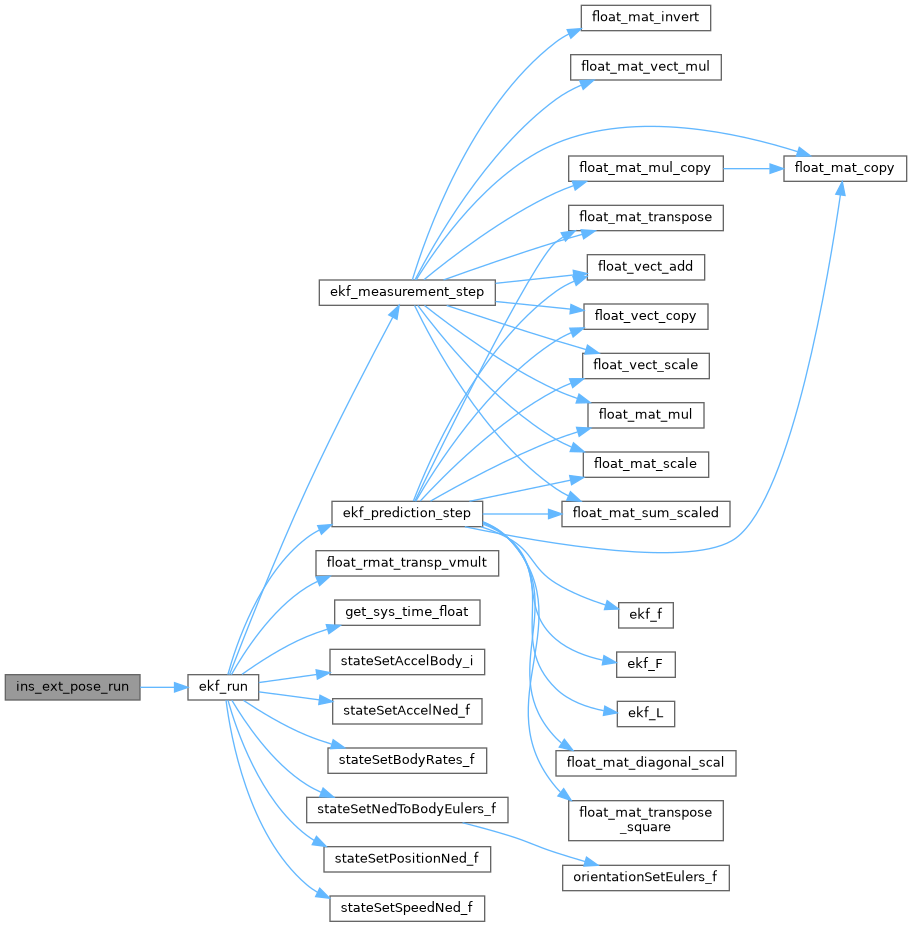 float_mat_invert
float_mat_vect_mul
float_mat_mul_copy
float_mat_copy
float_mat_transpose
float_vect_add
ekf_measurement_step
float_vect_copy
float_vect_scale
float_mat_mul
float_mat_scale
ekf_prediction_step
float_mat_sum_scaled
float_rmat_transp_vmult
get_sys_time_float
ekf_f
stateSetAccelBody_i
ekf_F
ins_ext_pose_run
ekf_run
stateSetAccelNed_f
ekf_L
stateSetBodyRates_f
float_mat_diagonal_scal
stateSetNedToBodyEulers_f
float_mat_transpose
_square
stateSetPositionNed_f
orientationSetEulers_f
stateSetSpeedNed_f